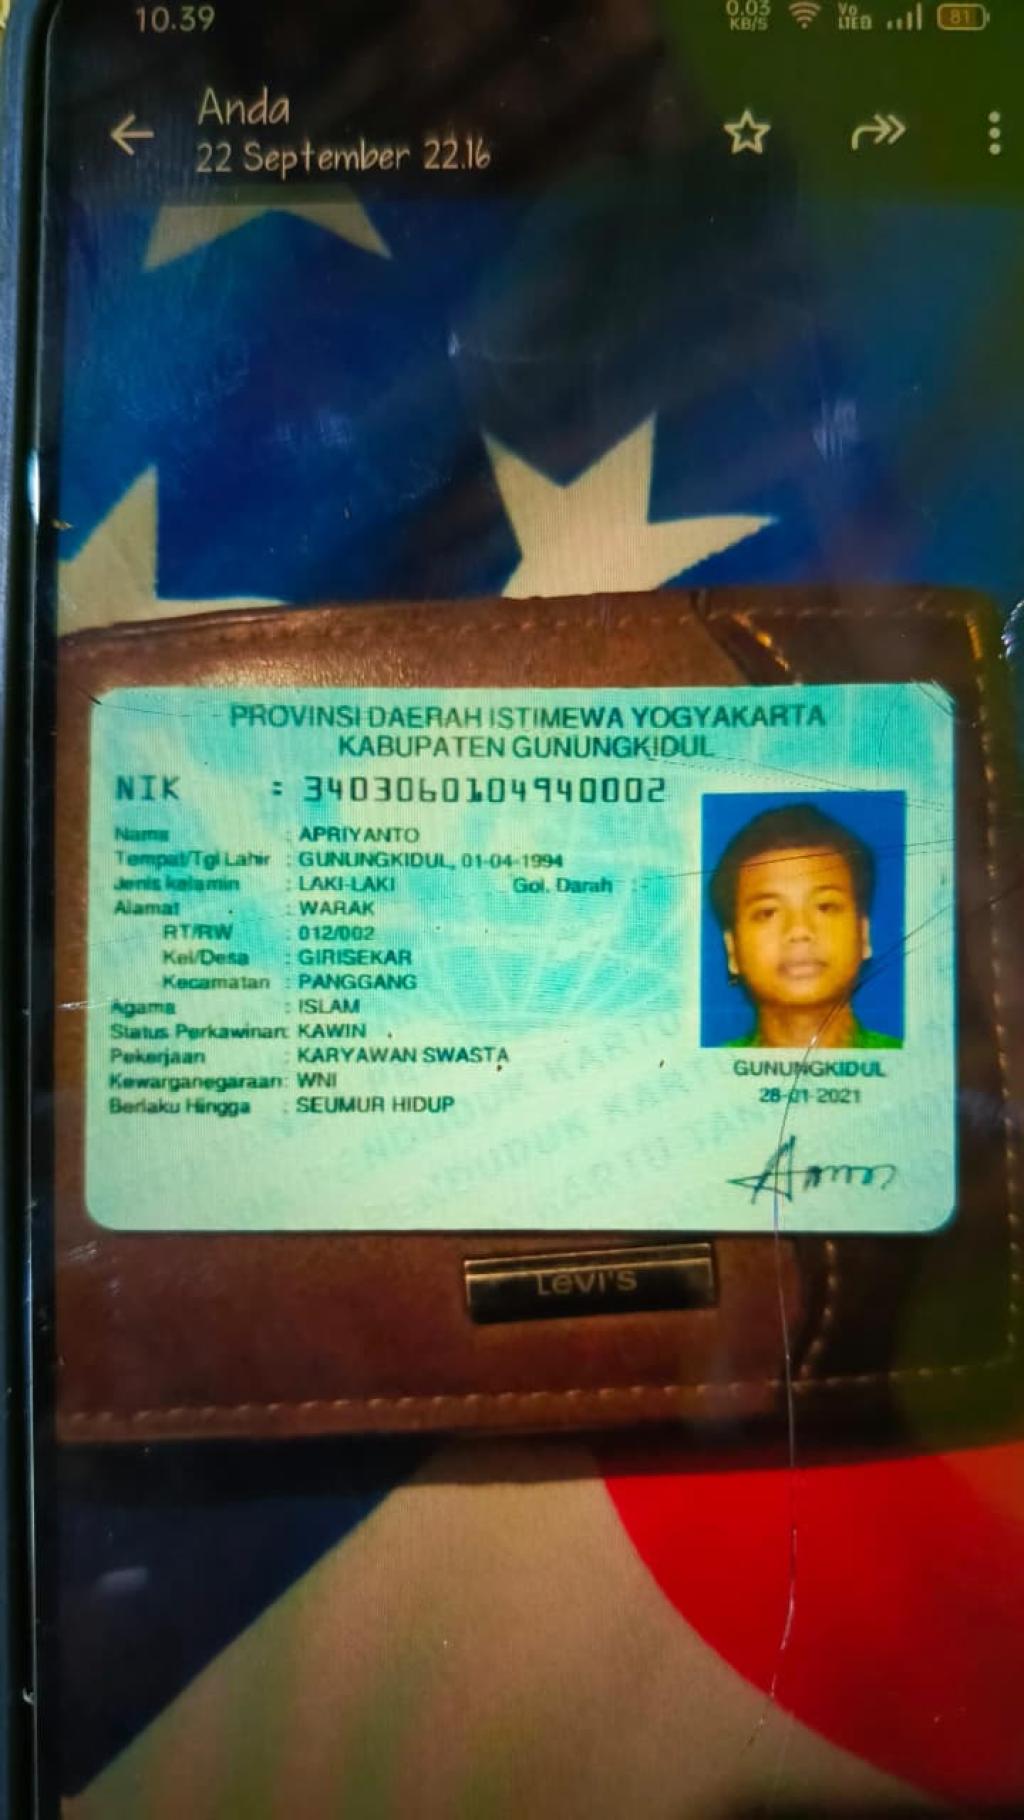 10.39
0.03 KB/S
Vo LTE
81
Anda
22 September 22.16
PROVINSI DAERAH ISTIMEWA YOGYAKARTA
KABUPATEN GUNUNGKIDUL
NIK : 3403060104940002
Nama : APRIYANTO
Tempat/Tgl Lahir : GUNUNGKIDUL, 01-04-1994
Jenis kelamin : LAKI-LAKI Gol. Darah : -
Alamat : WARAK
RT/RW : 012/002
Kel/Desa : GIRISEKAR
Kecamatan : PANGGANG
Agama : ISLAM
Status Perkawinan: KAWIN
Pekerjaan : KARYAWAN SWASTA
Kewarganegaraan: WNI
Berlaku Hingga : SEUMUR HIDUP
GUNUNGKIDUL
28-01-2021
Levi's